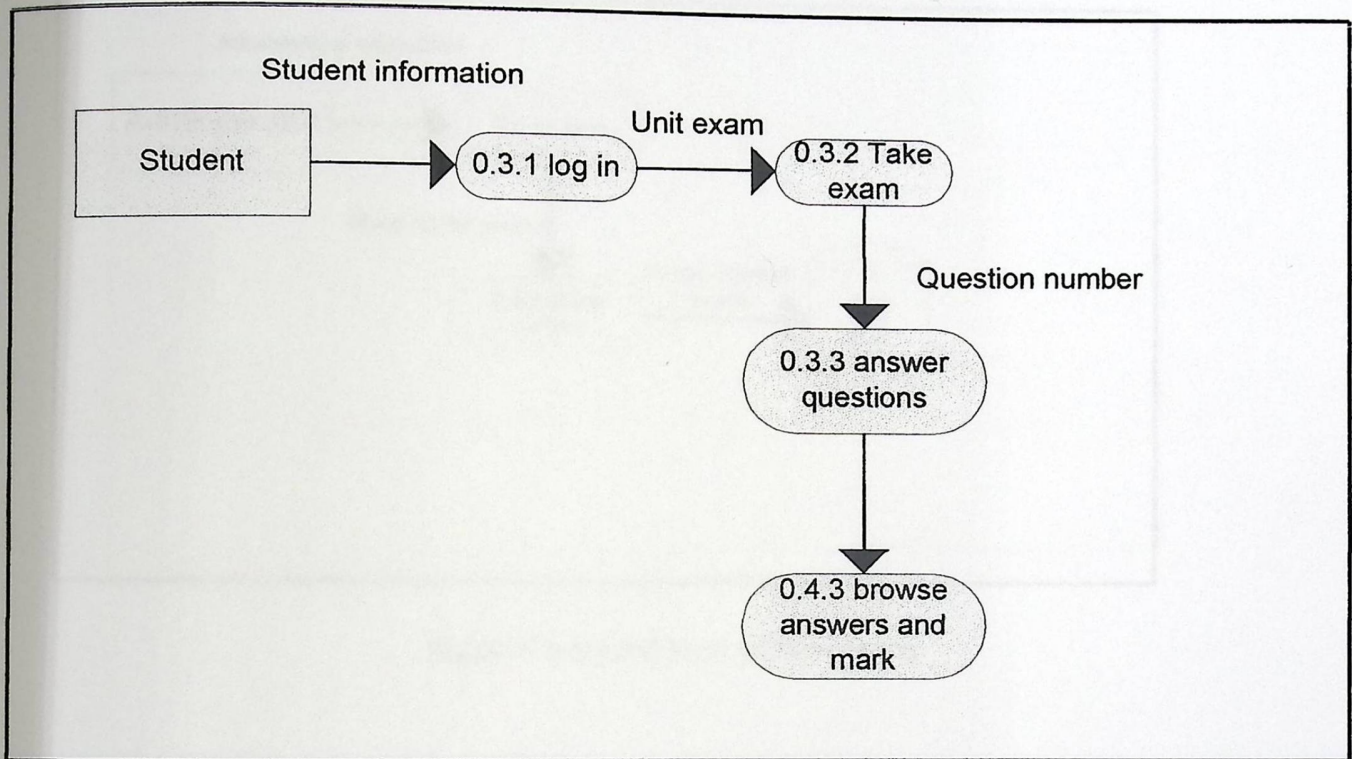 Student information
Student
0.3.1 log in
Unit exam
0.3.2 Take
exam
Question number
0.3.3 answer
questions
0.4.3 browse
answers and
mark